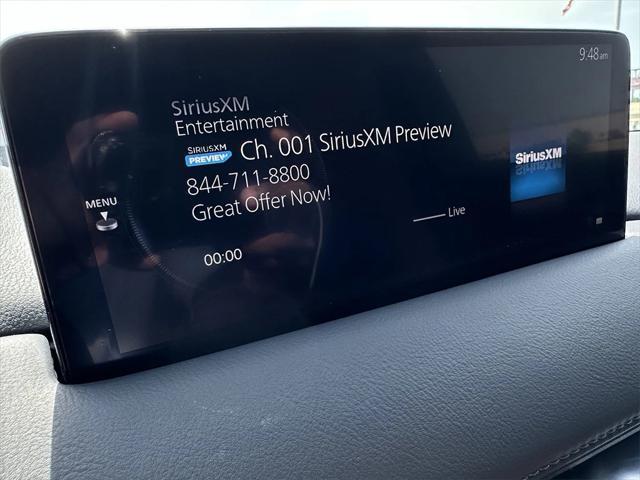 9:48 am
SiriusXM
Entertainment
SIRIUSXM PREVIEW Ch. 001 SiriusXM Preview
844-711-8800
Great Offer Now!
SiriusXM
MENU
Live
00:00